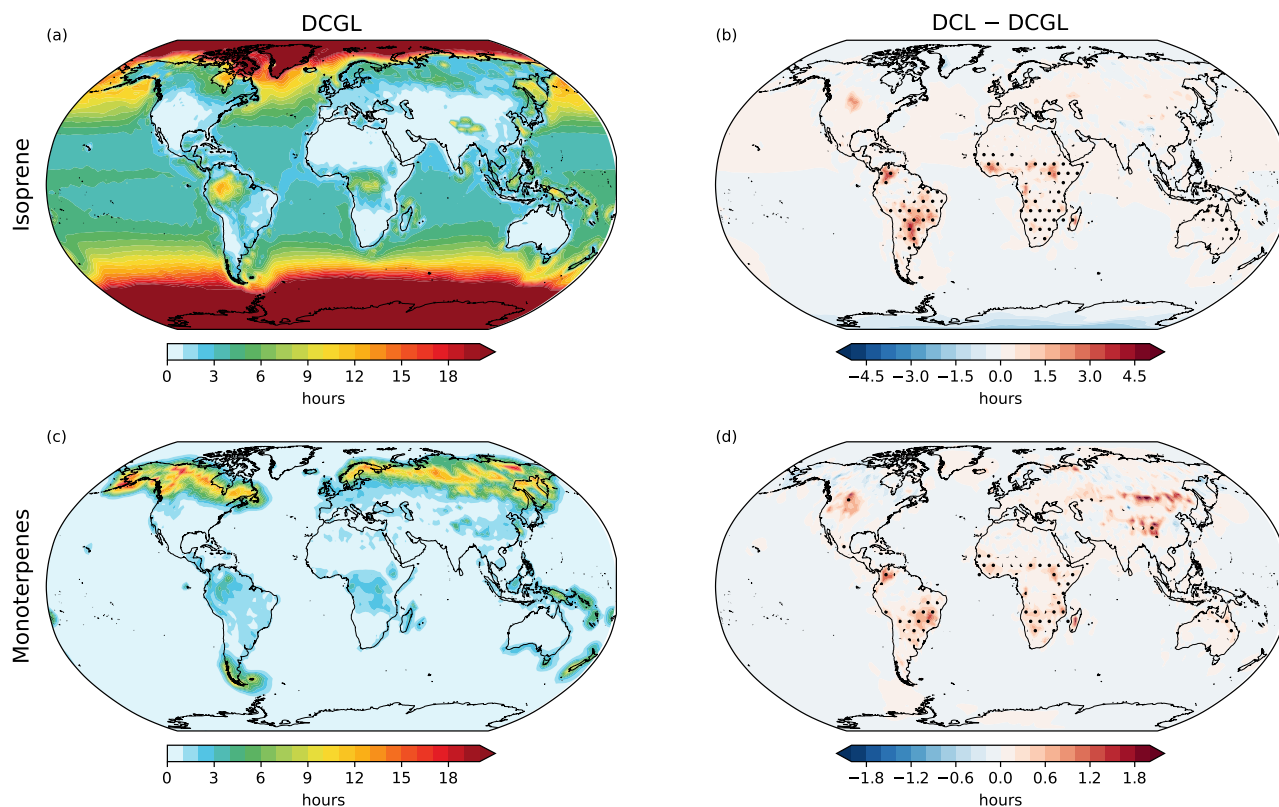 DCGL
DCL − DCGL
(a)
(b)
Isoprene
0 3 6 9 12 15 18
hours
−4.5 −3.0 −1.5 0.0 1.5 3.0 4.5
hours
(c)
(d)
Monoterpenes
0 3 6 9 12 15 18
hours
−1.8 −1.2 −0.6 0.0 0.6 1.2 1.8
hours